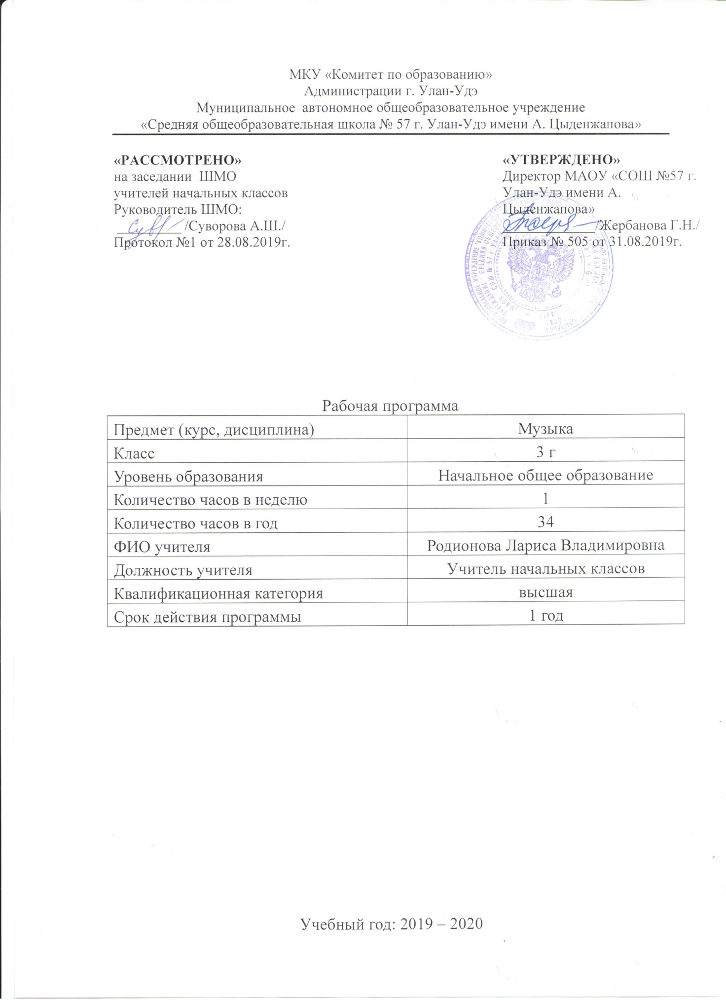 МКУ «Комитет по образованию»
Администрации г. Улан-Удэ
Муниципальное автономное общеобразовательное учреждение
«Средняя общеобразовательная школа № 57 г. Улан-Удэ имени А. Цыденжапова»
«РАССМОТРЕНО»
на заседании ШМО
учителей начальных классов
Руководитель ШМО:
/Суворова А.Ш./
Протокол №1 от 28.08.2019г.
«УТВЕРЖДЕНО»
Директор МАОУ «СОШ №57 г.
Улан-Удэ имени А.
Цыденжапова»
/Жербанова Г.Н./
Приказ № 505 от 31.08.2019г.
Рабочая программа
Предмет (курс, дисциплина) Музыка
Класс 3 г
Уровень образования Начальное общее образование
Количество часов в неделю 1
Количество часов в год 34
ФИО учителя Родионова Лариса Владимировна
Должность учителя Учитель начальных классов
Квалификационная категория высшая
Срок действия программы 1 год
Учебный год: 2019 – 2020